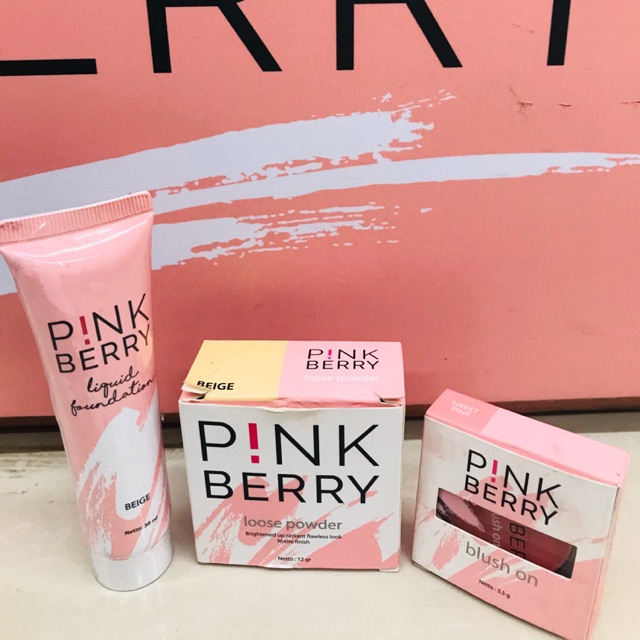 ERRY
P!NK
BERRY
liquid
foundation
BEIGE
Netto: 30 ml
BEIGE
P!NK
BERRY
loose powder
P!NK
BERRY
loose powder
Brightened up radiant flawless look
Matte finish
Netto : 12 gr
SWEET
PINK
P!NK
BERRY
blush on
Netto : 3,5 g